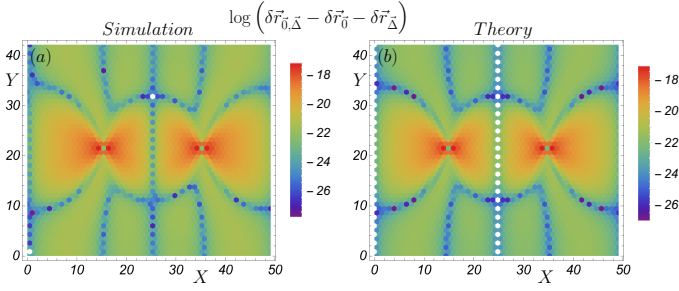 log (δr⃗_{0⃗,Δ⃗} − δr⃗_{0⃗} − δr⃗_{Δ⃗})
Simulation
Theory
(a)
(b)
Y
40
30
20
10
0
0 10 20 30 40 50
X
− 18
− 20
− 22
− 24
− 26
Y
40
30
20
10
0
0 10 20 30 40 50
X
− 18
− 20
− 22
− 24
− 26